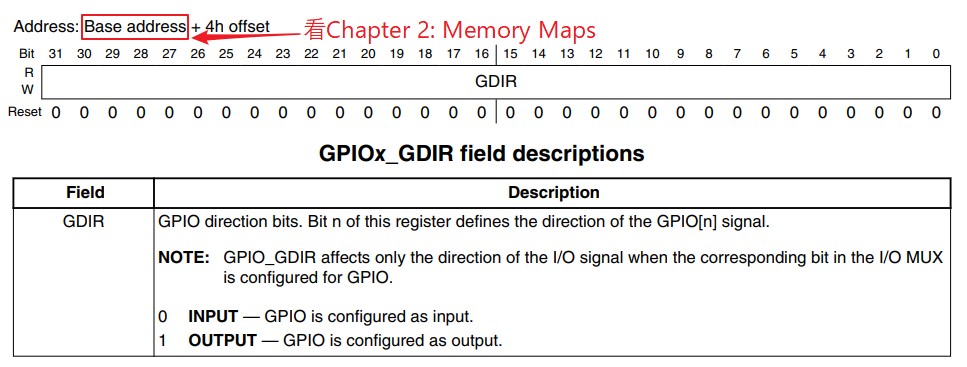 Address: Base address + 4h offset 看Chapter 2: Memory Maps
Bit 31 30 29 28 27 26 25 24 23 22 21 20 19 18 17 16 15 14 13 12 11 10 9 8 7 6 5 4 3 2 1 0
R
GDIR
W
Reset 0 0 0 0 0 0 0 0 0 0 0 0 0 0 0 0 0 0 0 0 0 0 0 0 0 0 0 0 0 0 0 0
GPIOx_GDIR field descriptions
Field Description
GDIR GPIO direction bits. Bit n of this register defines the direction of the GPIO[n] signal.
NOTE: GPIO_GDIR affects only the direction of the I/O signal when the corresponding bit in the I/O MUX
is configured for GPIO.
0 INPUT — GPIO is configured as input.
1 OUTPUT — GPIO is configured as output.